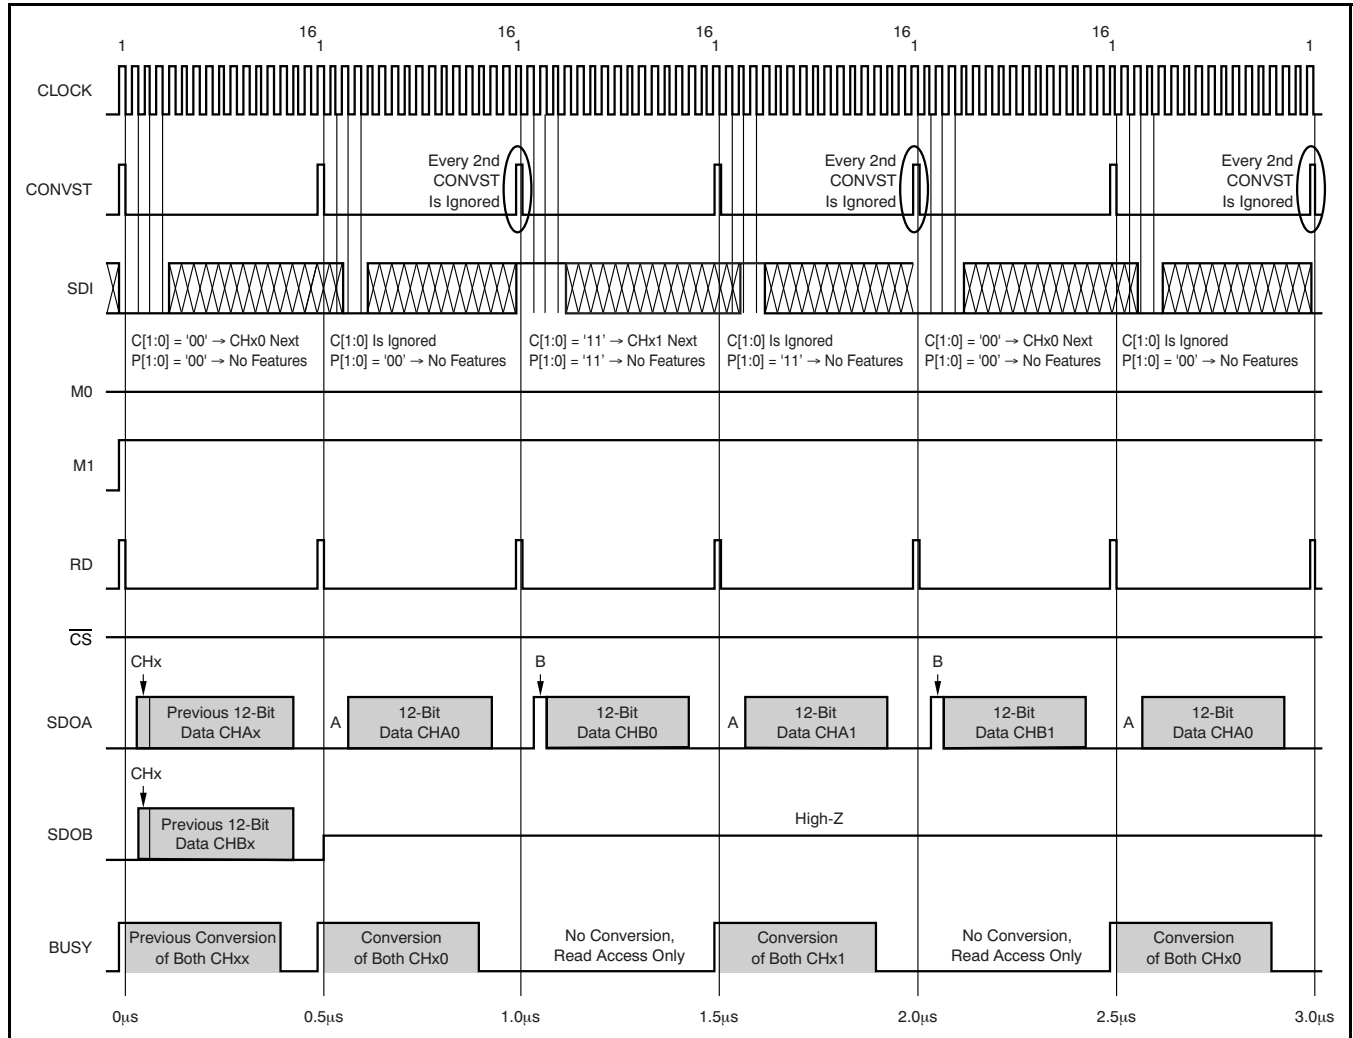 16 16 16 16 16
1 1 1 1 1 1 1
CLOCK
CONVST
Every 2nd
CONVST
Is Ignored
Every 2nd
CONVST
Is Ignored
Every 2nd
CONVST
Is Ignored
SDI
C[1:0] = '00' → CHx0 Next
P[1:0] = '00' → No Features
C[1:0] Is Ignored
P[1:0] = '00' → No Features
C[1:0] = '11' → CHx1 Next
P[1:0] = '11' → No Features
C[1:0] Is Ignored
P[1:0] = '11' → No Features
C[1:0] = '00' → CHx0 Next
P[1:0] = '00' → No Features
C[1:0] Is Ignored
P[1:0] = '00' → No Features
M0
M1
RD
CS
CHx
B
B
SDOA
Previous 12-Bit
Data CHAx
A
12-Bit
Data CHA0
12-Bit
Data CHB0
A
12-Bit
Data CHA1
12-Bit
Data CHB1
A
12-Bit
Data CHA0
CHx
SDOB
Previous 12-Bit
Data CHBx
High-Z
BUSY
Previous Conversion
of Both CHxx
Conversion
of Both CHx0
No Conversion,
Read Access Only
Conversion
of Both CHx1
No Conversion,
Read Access Only
Conversion
of Both CHx0
0µs 0.5µs 1.0µs 1.5µs 2.0µs 2.5µs 3.0µs